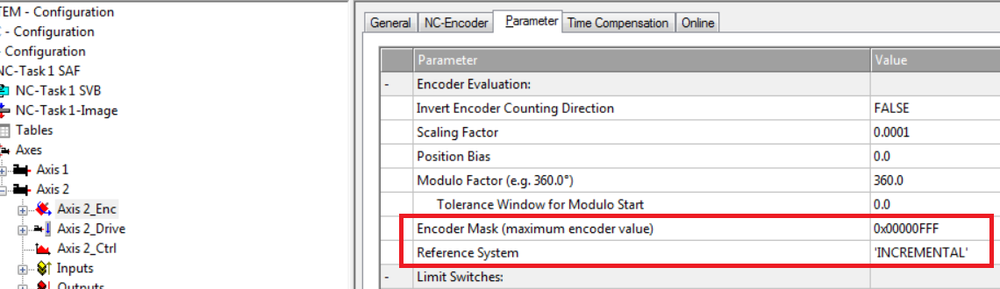 TEM - Configuration
C - Configuration
- Configuration
NC-Task 1 SAF
NC-Task 1 SVB
NC-Task 1-Image
Tables
Axes
Axis 1
Axis 2
Axis 2_Enc
Axis 2_Drive
Axis 2_Ctrl
Inputs
Outputs
General NC-Encoder Parameter Time Compensation Online
Parameter Value
- Encoder Evaluation:
Invert Encoder Counting Direction FALSE
Scaling Factor 0.0001
Position Bias 0.0
Modulo Factor (e.g. 360.0°) 360.0
Tolerance Window for Modulo Start 0.0
Encoder Mask (maximum encoder value) 0x00000FFF
Reference System 'INCREMENTAL'
- Limit Switches: